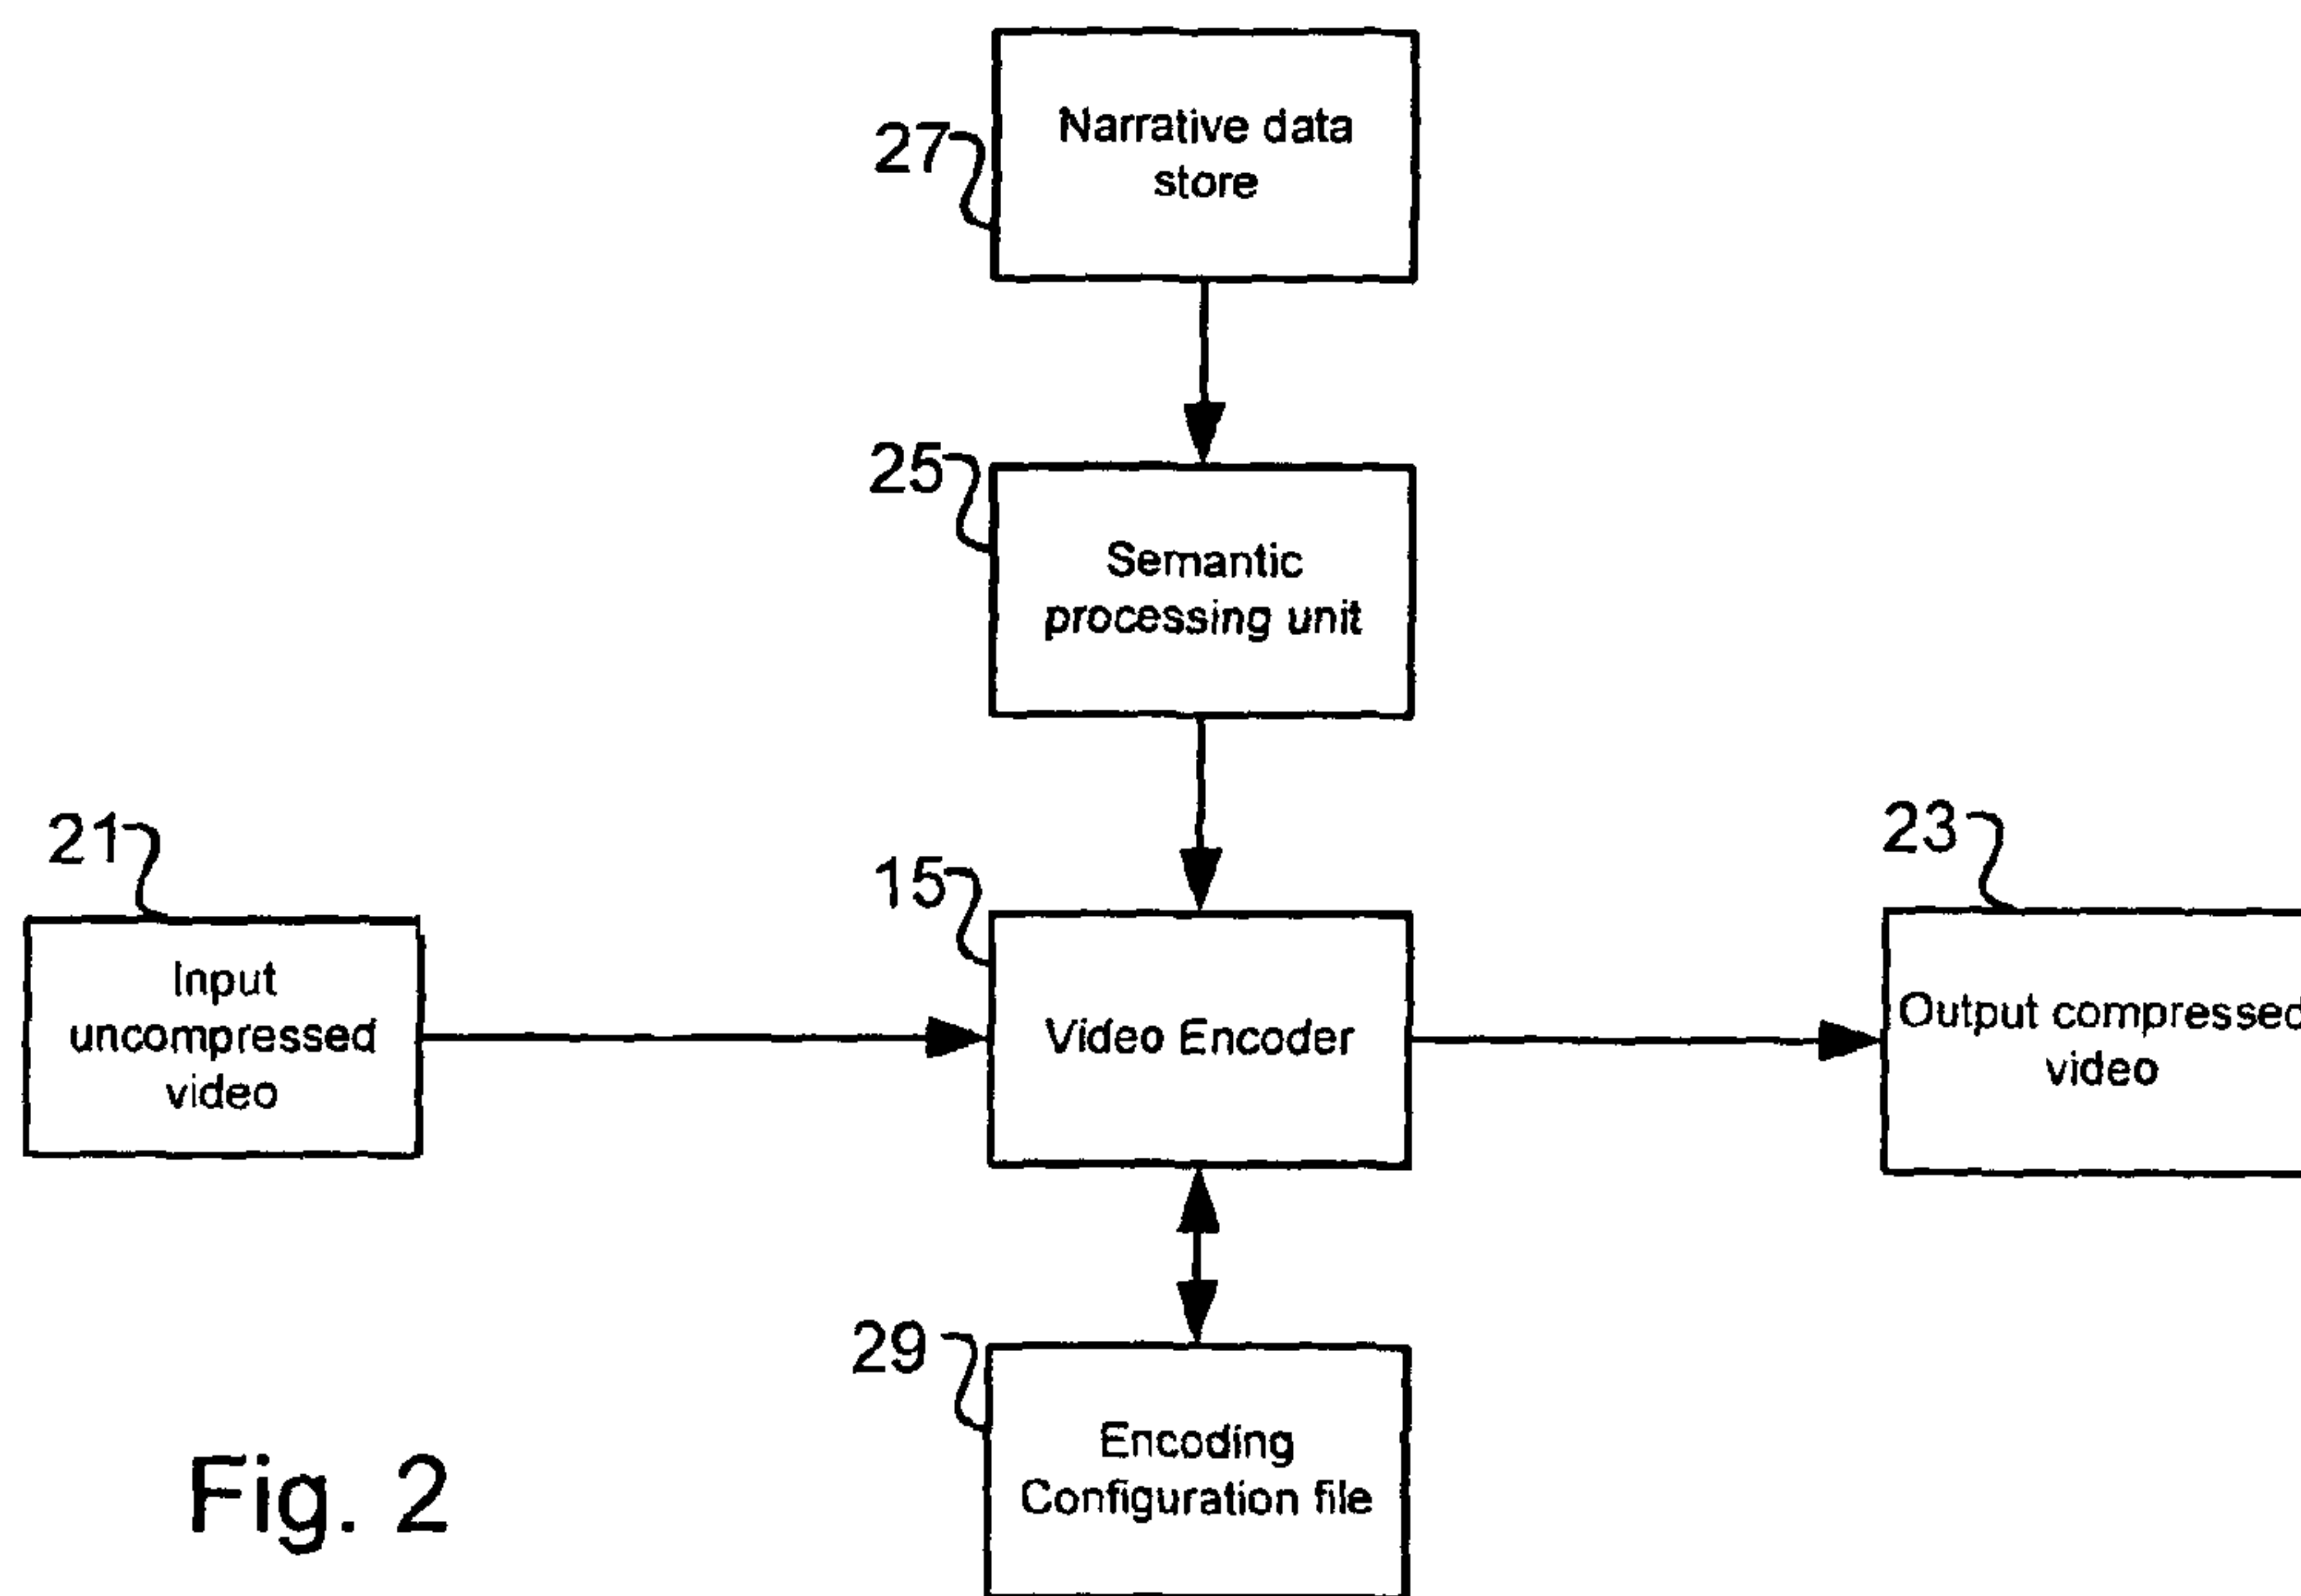 27
Narrative data
store
25
Semantic
processing unit
21
15
23
Input
uncompressed
video
Video Encoder
Output compressed
video
29
Encoding
Configuration file
Fig. 2